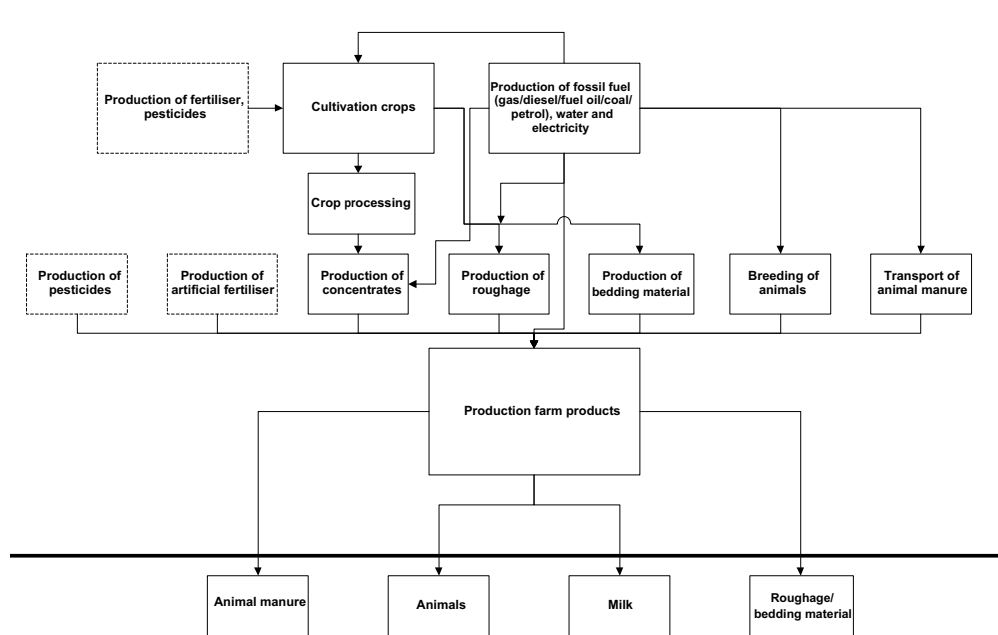 Production of fertiliser,
pesticides
Cultivation crops
Production of fossil fuel
(gas/diesel/fuel oil/coal/
petrol), water and
electricity
Crop processing
Production of
pesticides
Production of
artificial fertiliser
Production of
concentrates
Production of
roughage
Production of
bedding material
Breeding of
animals
Transport of
animal manure
Production farm products
Animal manure
Animals
Milk
Roughage/
bedding material